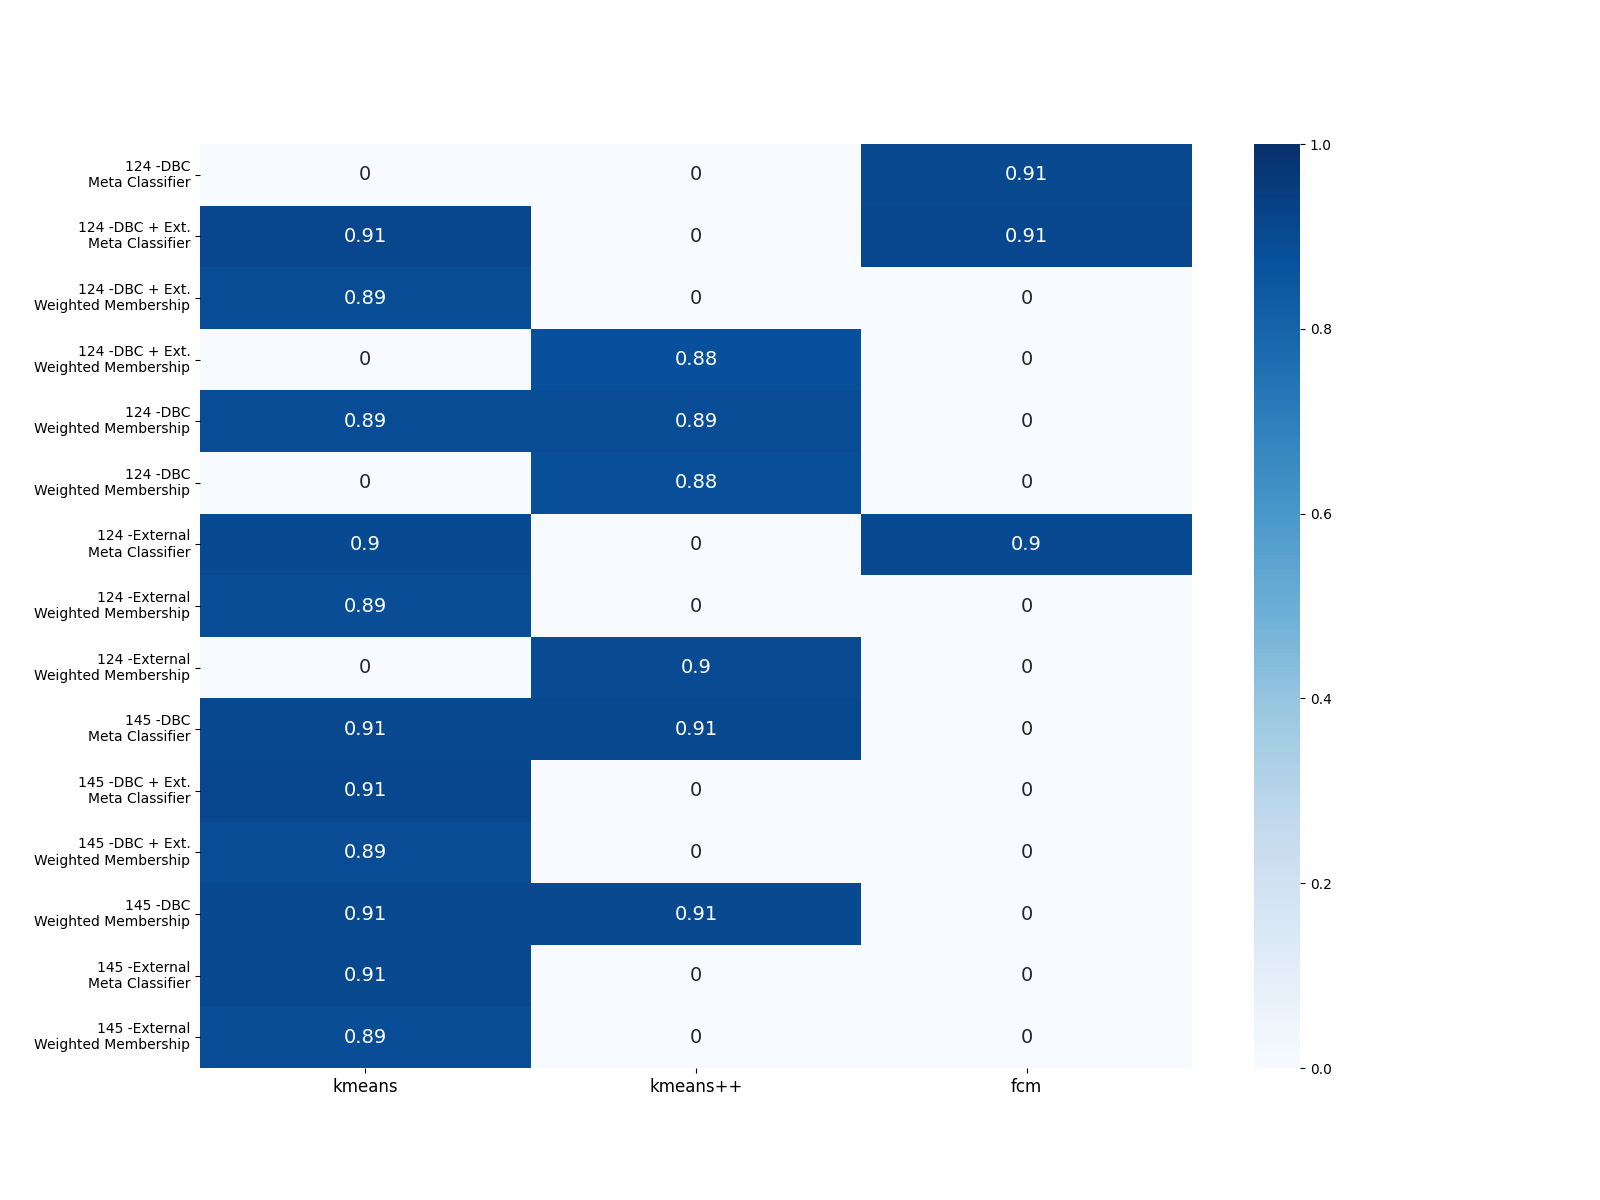 124 -DBC
Meta Classifier
0 0 0.91
124 -DBC + Ext.
Meta Classifier
0.91 0 0.91
124 -DBC + Ext.
Weighted Membership
0.89 0 0
124 -DBC + Ext.
Weighted Membership
0 0.88 0
124 -DBC
Weighted Membership
0.89 0.89 0
124 -DBC
Weighted Membership
0 0.88 0
124 -External
Meta Classifier
0.9 0 0.9
124 -External
Weighted Membership
0.89 0 0
124 -External
Weighted Membership
0 0.9 0
145 -DBC
Meta Classifier
0.91 0.91 0
145 -DBC + Ext.
Meta Classifier
0.91 0 0
145 -DBC + Ext.
Weighted Membership
0.89 0 0
145 -DBC
Weighted Membership
0.91 0.91 0
145 -External
Meta Classifier
0.91 0 0
145 -External
Weighted Membership
0.89 0 0
kmeans kmeans++ fcm
1.0
0.8
0.6
0.4
0.2
0.0